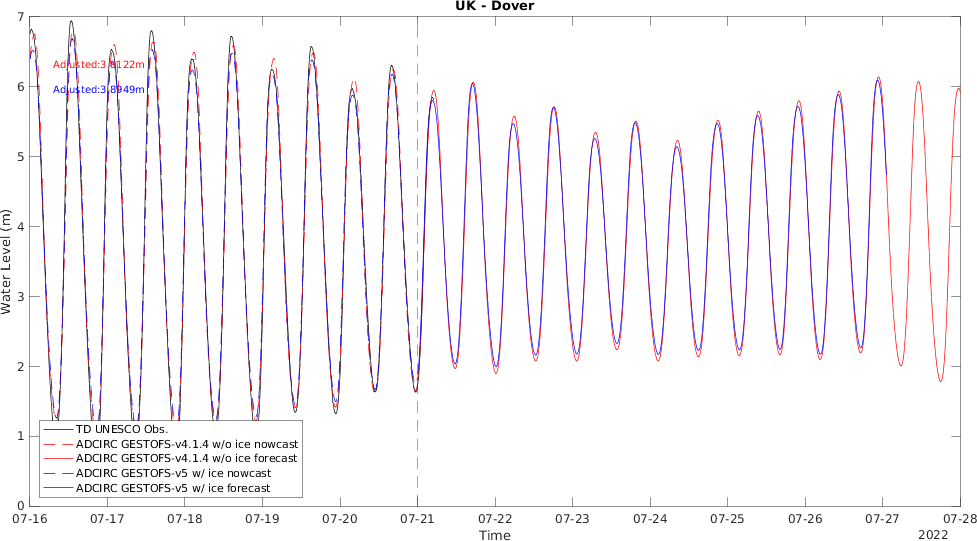 UK - Dover
7
6
5
4
3
2
1
0
Water Level (m)
Adjusted:3.8122m
Adjusted:3.8949m
TD UNESCO Obs.
ADCIRC GESTOFS-v4.1.4 w/o ice nowcast
ADCIRC GESTOFS-v4.1.4 w/o ice forecast
ADCIRC GESTOFS-v5 w/ ice nowcast
ADCIRC GESTOFS-v5 w/ ice forecast
07-16 07-17 07-18 07-19 07-20 07-21 07-22 07-23 07-24 07-25 07-26 07-27 07-28
Time
2022